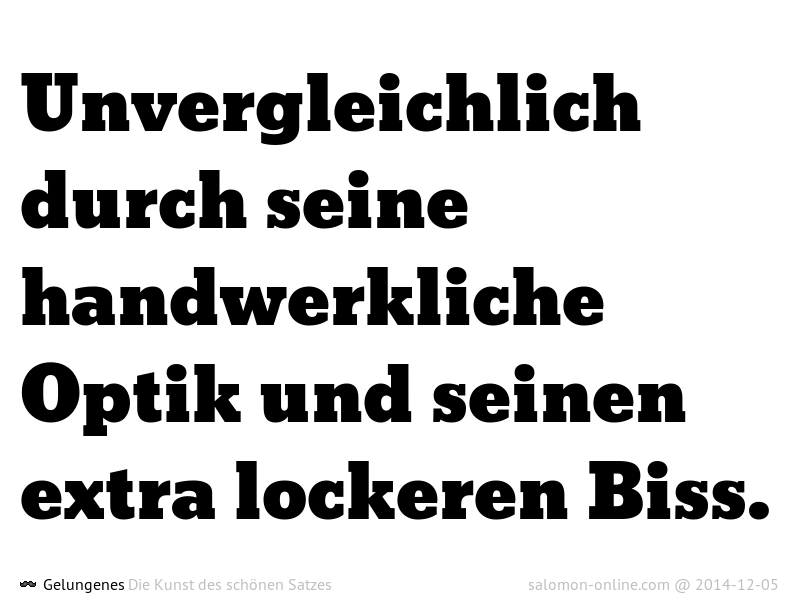 Unvergleichlich
durch seine
handwerkliche
Optik und seinen
extra lockeren Biss.
Gelungenes Die Kunst des schönen Satzes
salomon-online.com @ 2014-12-05